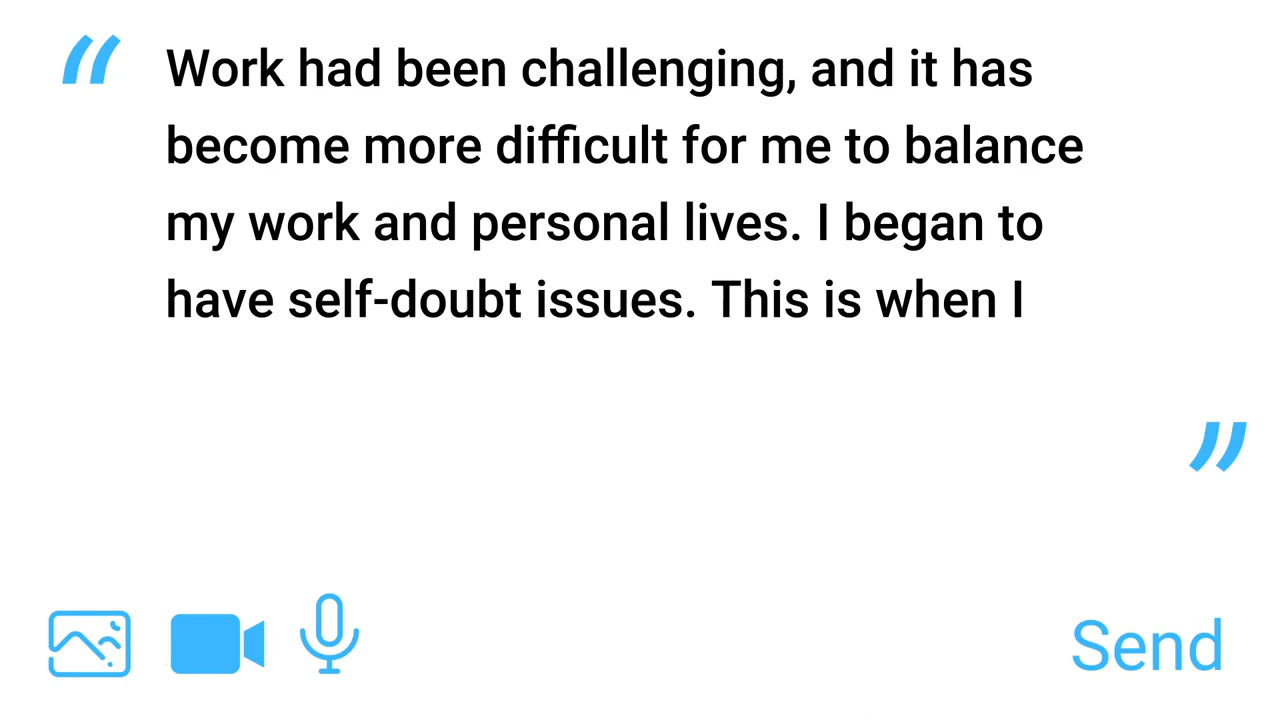 “ Work had been challenging, and it has
become more difficult for me to balance
my work and personal lives. I began to
have self-doubt issues. This is when I
”
Send